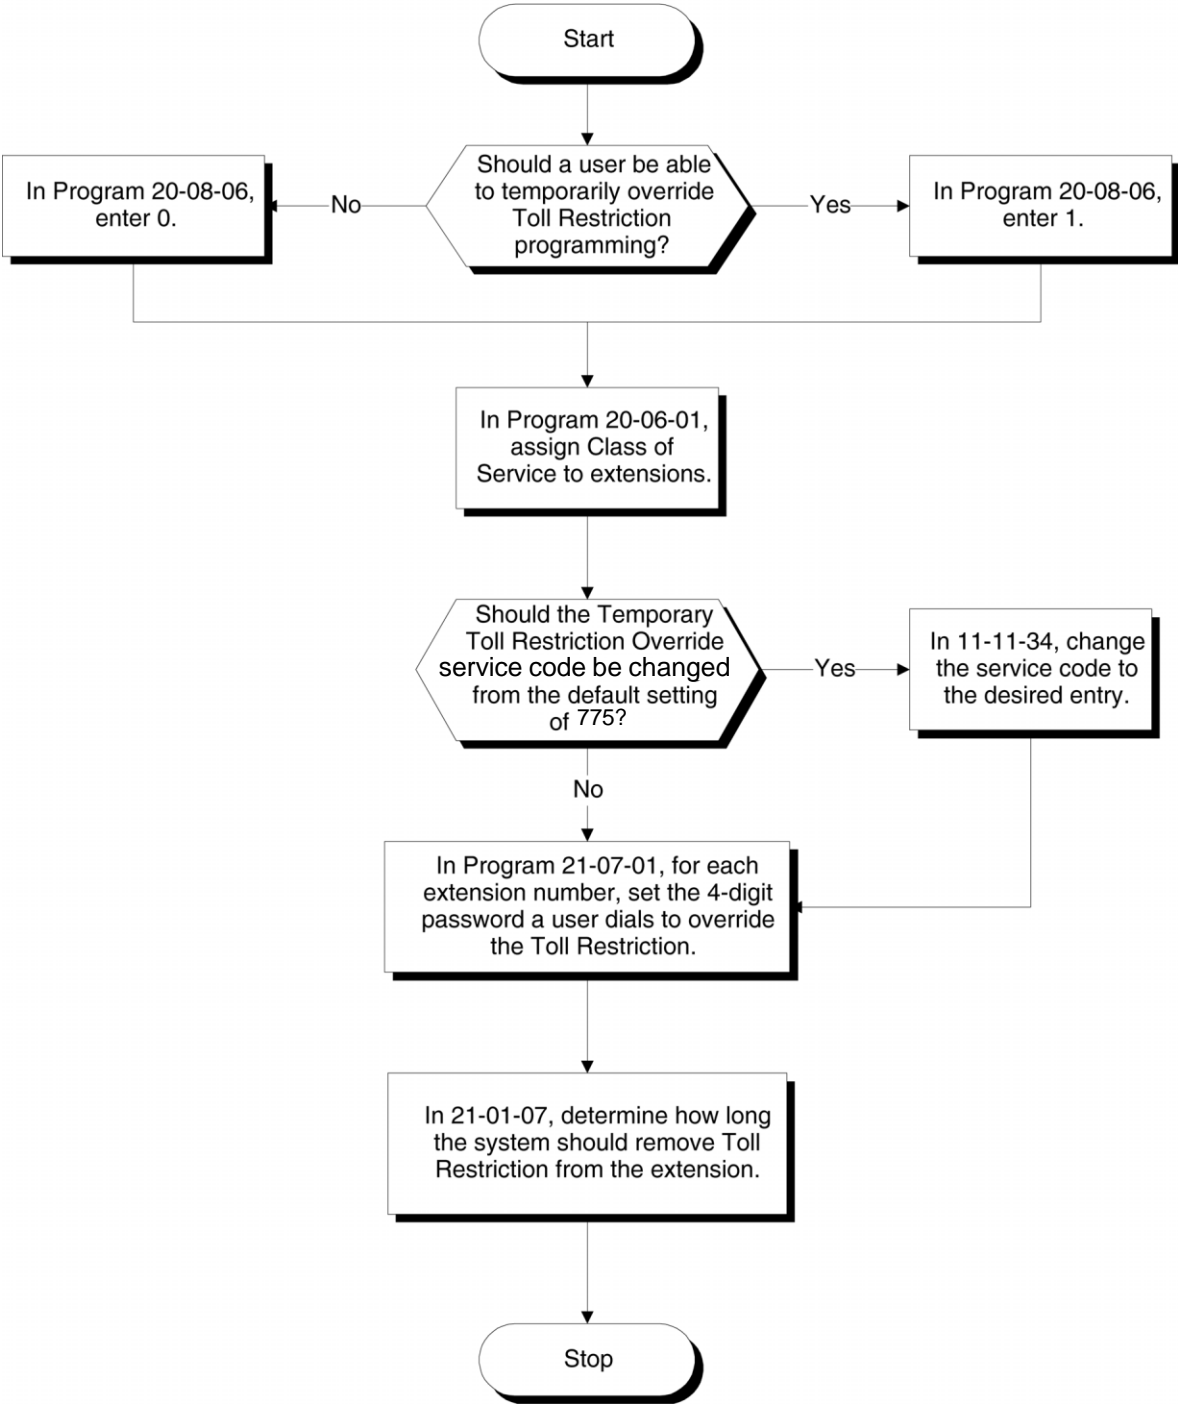 Start
Should a user be able
to temporarily override
Toll Restriction
programming?
No
Yes
In Program 20-08-06,
enter 0.
In Program 20-08-06,
enter 1.
In Program 20-06-01,
assign Class of
Service to extensions.
Should the Temporary
Toll Restriction Override
service code be changed
from the default setting
of 775?
Yes
In 11-11-34, change
the service code to
the desired entry.
No
In Program 21-07-01, for each
extension number, set the 4-digit
password a user dials to override
the Toll Restriction.
In 21-01-07, determine how long
the system should remove Toll
Restriction from the extension.
Stop